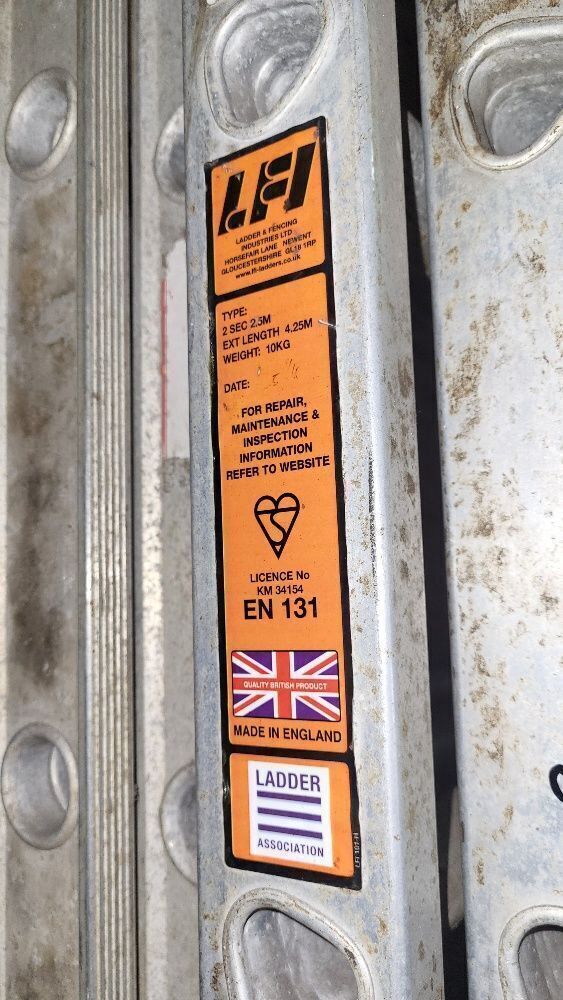 LFI
LADDER & FENCING
INDUSTRIES LTD
HORSEFAIR LANE NEWENT
GLOUCESTERSHIRE GL18 1RP
www.lfi-ladders.co.uk
TYPE:
2 SEC 2.5M
EXT LENGTH 4.25M
WEIGHT: 10KG
DATE:
FOR REPAIR,
MAINTENANCE &
INSPECTION
INFORMATION
REFER TO WEBSITE
LICENCE No
KM 34154
EN 131
QUALITY BRITISH PRODUCT
MADE IN ENGLAND
LADDER
ASSOCIATION